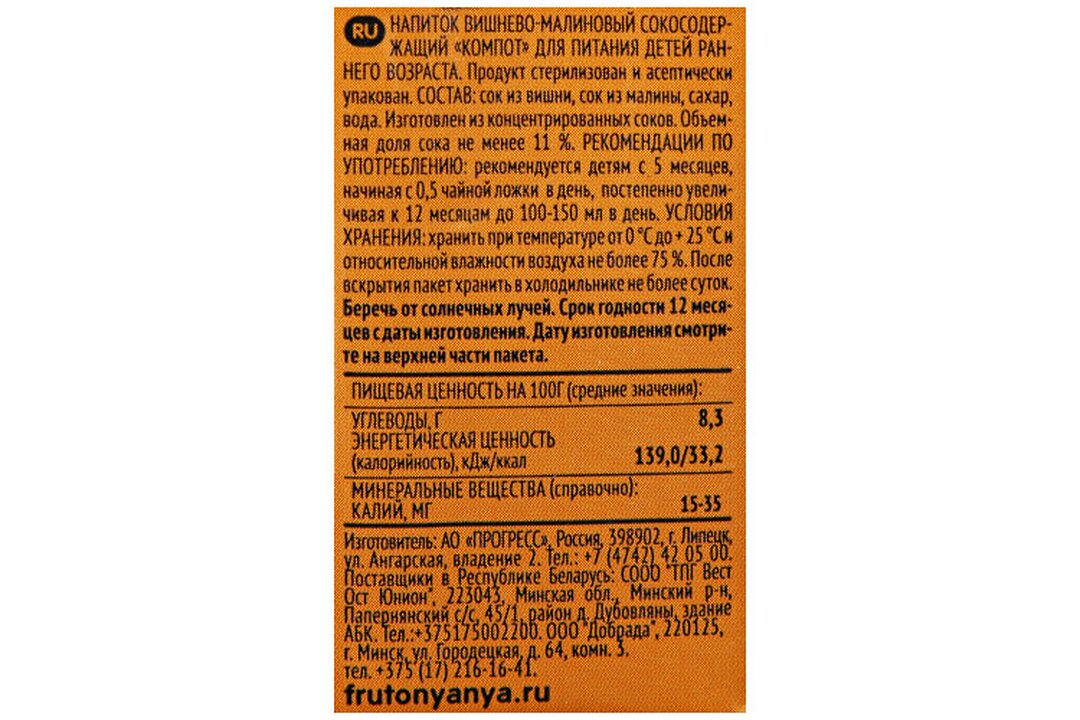 RU НАПИТОК ВИШНЕВО-МАЛИНОВЫЙ СОКОСОДЕР-
ЖАЩИЙ «КОМПОТ» ДЛЯ ПИТАНИЯ ДЕТЕЙ РАН-
НЕГО ВОЗРАСТА. Продукт стерилизован и асептически
упакован. СОСТАВ: сок из вишни, сок из малины, сахар,
вода. Изготовлен из концентрированных соков. Объем-
ная доля сока не менее 11 %. РЕКОМЕНДАЦИИ ПО
УПОТРЕБЛЕНИЮ: рекомендуется детям с 5 месяцев,
начиная с 0,5 чайной ложки в день, постепенно увели-
чивая к 12 месяцам до 100-150 мл в день. УСЛОВИЯ
ХРАНЕНИЯ: хранить при температуре от 0 °С до + 25 °С и
относительной влажности воздуха не более 75 %. После
вскрытия пакет хранить в холодильнике не более суток.
Беречь от солнечных лучей. Срок годности 12 меся-
цев с даты изготовления. Дату изготовления смотри-
те на верхней части пакета.
ПИЩЕВАЯ ЦЕННОСТЬ НА 100Г (средние значения):
УГЛЕВОДЫ, Г 8,3
ЭНЕРГЕТИЧЕСКАЯ ЦЕННОСТЬ
(калорийность), кДж/ккал 139,0/33,2
МИНЕРАЛЬНЫЕ ВЕЩЕСТВА (справочно):
КАЛИЙ, МГ 15-35
Изготовитель: АО «ПРОГРЕСС», Россия, 398902, г. Липецк,
ул. Ангарская, владение 2. Тел.: +7 (4742) 42 05 00.
Поставщики в Республике Беларусь: СООО "ТПГ Вест
Ост Юнион", 223043, Минская обл., Минский р-н,
Папернянский с/с, 45/1, район д. Дубовляны, здание
АБК. Тел.:+375175002200. ООО "Добрада", 220125,
г. Минск, ул. Городецкая, д. 64, комн. 3.
тел. +375 (17) 216-16-41.
frutonyanya.ru